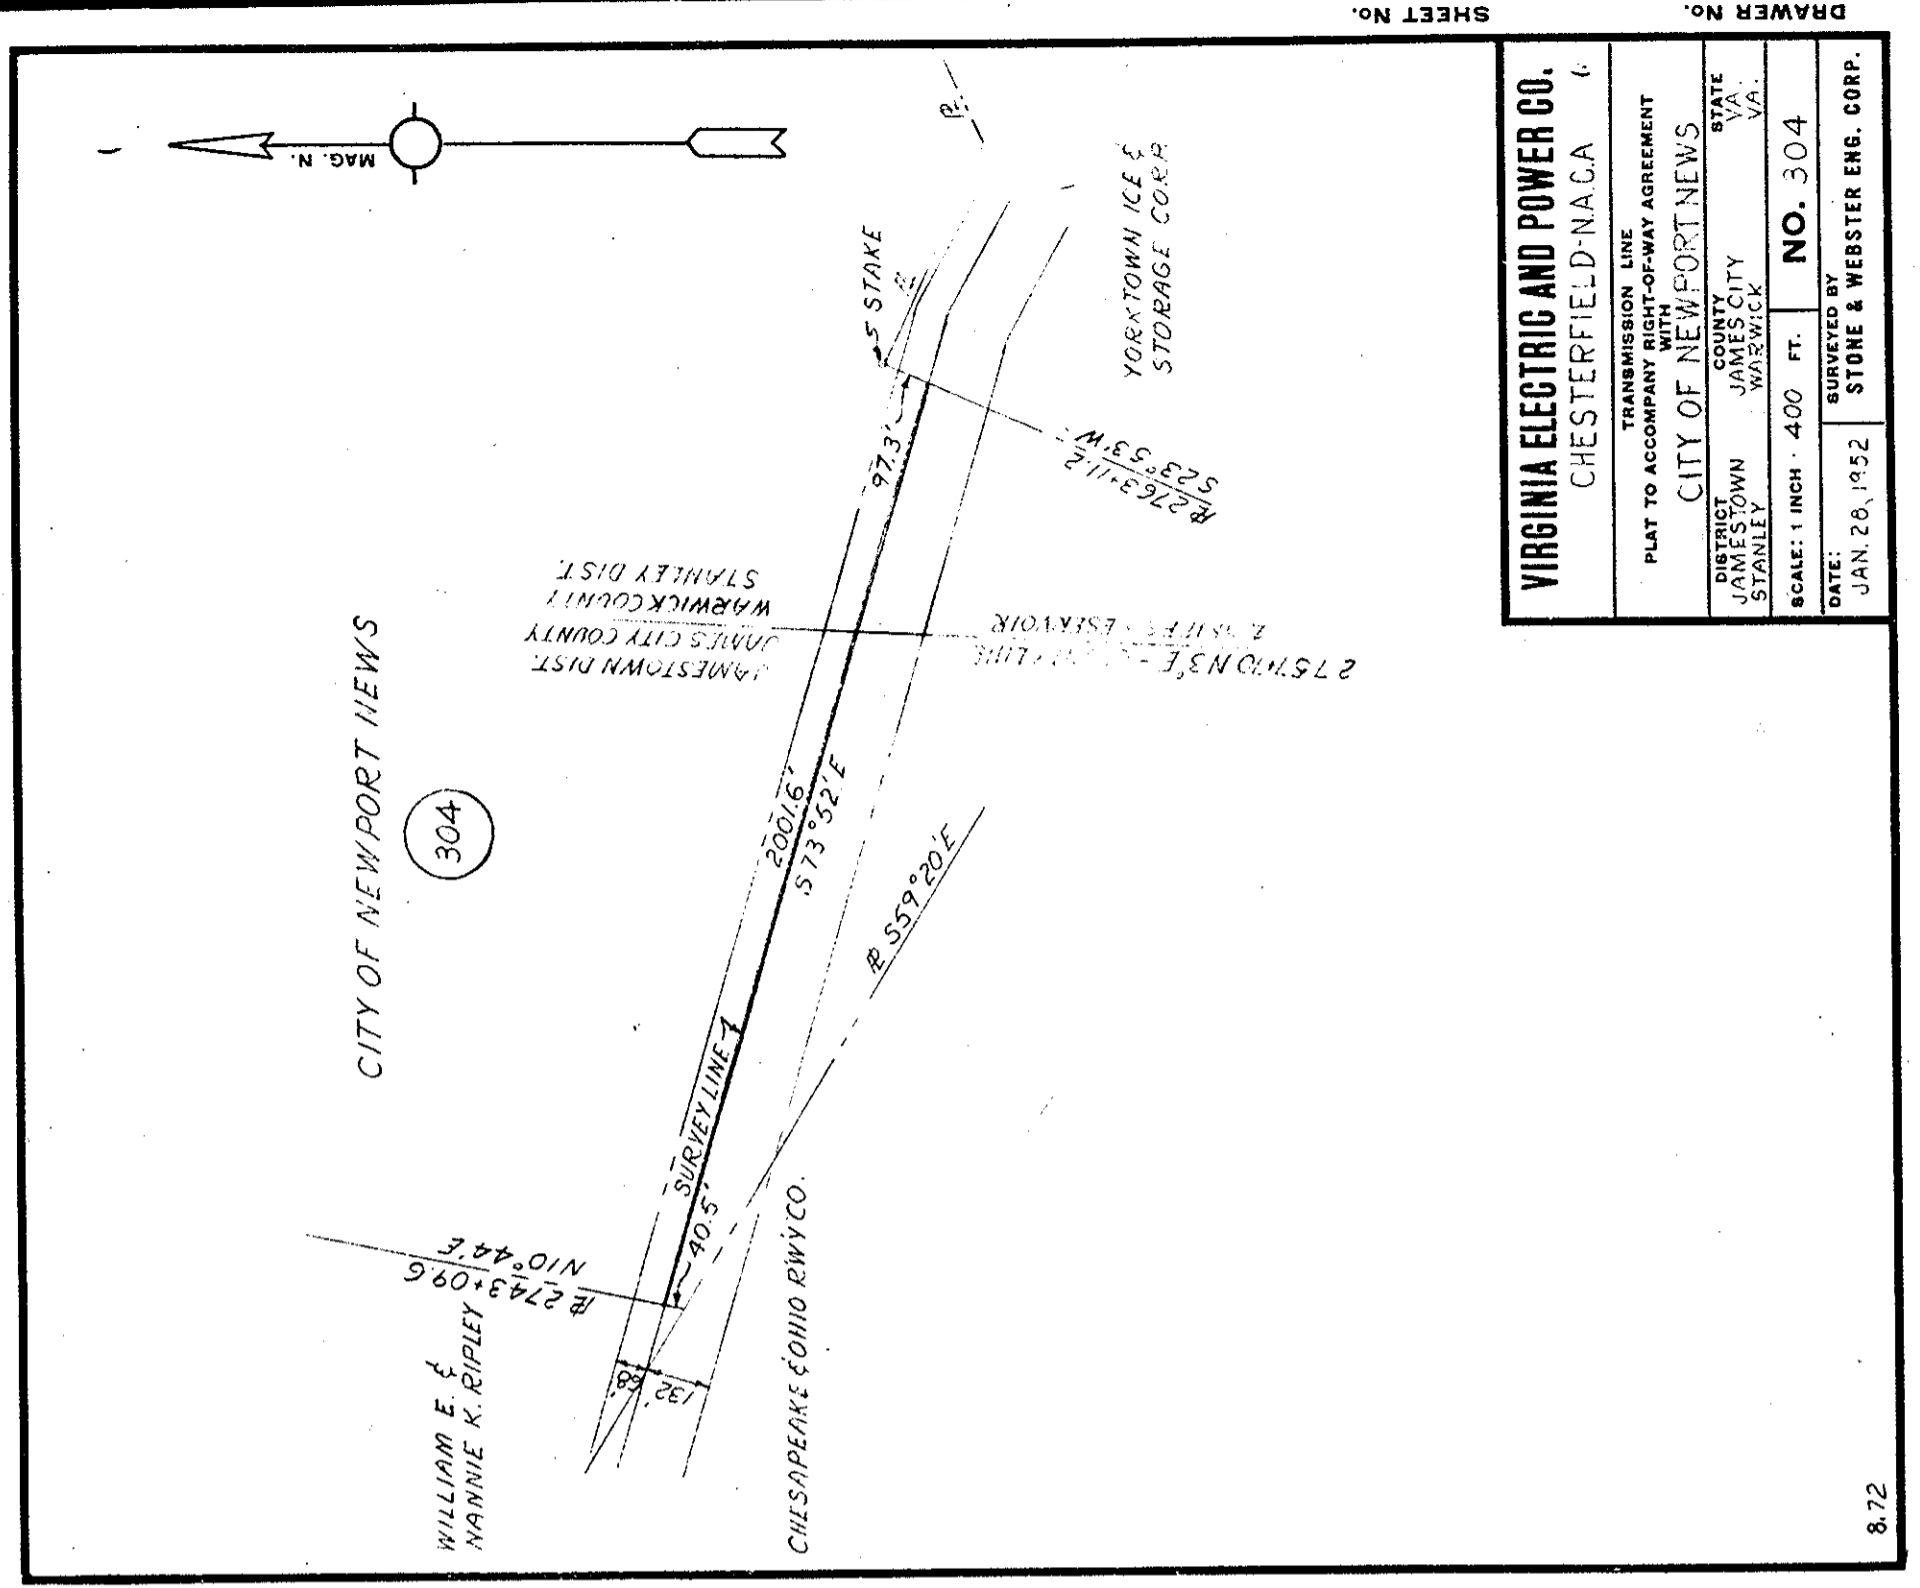 SHEET No.
DRAWER No.
MAG. N.
CITY OF NEWPORT NEWS
304
WILLIAM E. &
NANNIE K. RIPLEY
CHESAPEAKE & OHIO RWY CO.
YORKTOWN ICE &
STORAGE CORP
5 STAKE
97.3'
2763+11.2
S23°53'W
STANLEY DIST.
WARWICK COUNTY
JAMES CITY COUNTY
JAMESTOWN DIST.
2757+70 N3°E
2001.6'
S73°52'E
SURVEY LINE
40.5'
S59°20'E
2743+09.6
N10°44'E
68'
132'
VIRGINIA ELECTRIC AND POWER CO.
CHESTERFIELD-N.A.C.A
TRANSMISSION LINE
PLAT TO ACCOMPANY RIGHT-OF-WAY AGREEMENT
WITH
CITY OF NEWPORT NEWS
DISTRICT COUNTY STATE
JAMESTOWN JAMES CITY VA.
STANLEY WARWICK VA.
SCALE: 1 INCH · 400 FT. NO. 304
DATE: SURVEYED BY
JAN. 28, 1952 STONE & WEBSTER ENG. CORP.
8.72